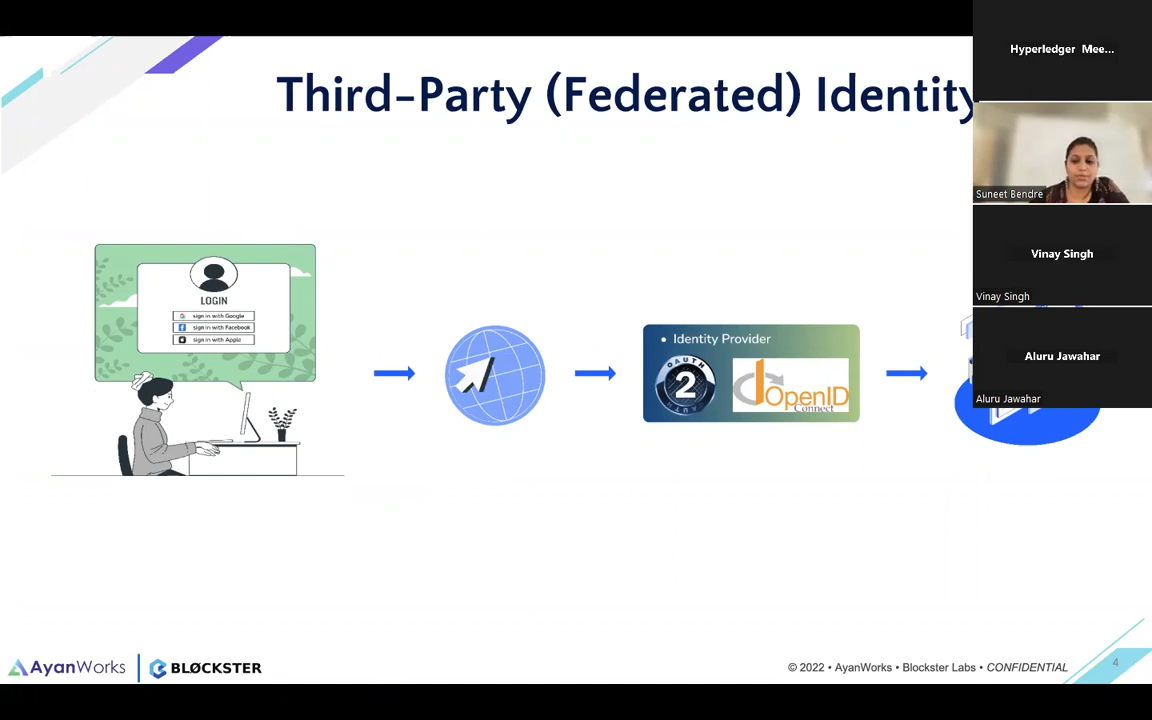 Third-Party (Federated) Identity
LOGIN
sign in with Google
sign in with Facebook
sign in with Apple
• Identity Provider
OAUTH
2
OpenID
Connect
Hyperledger Mee...
Suneet Bendre
Vinay Singh
Vinay Singh
Aluru Jawahar
Aluru Jawahar
AyanWorks
BLØCKSTER
© 2022 • AyanWorks • Blockster Labs • CONFIDENTIAL
4